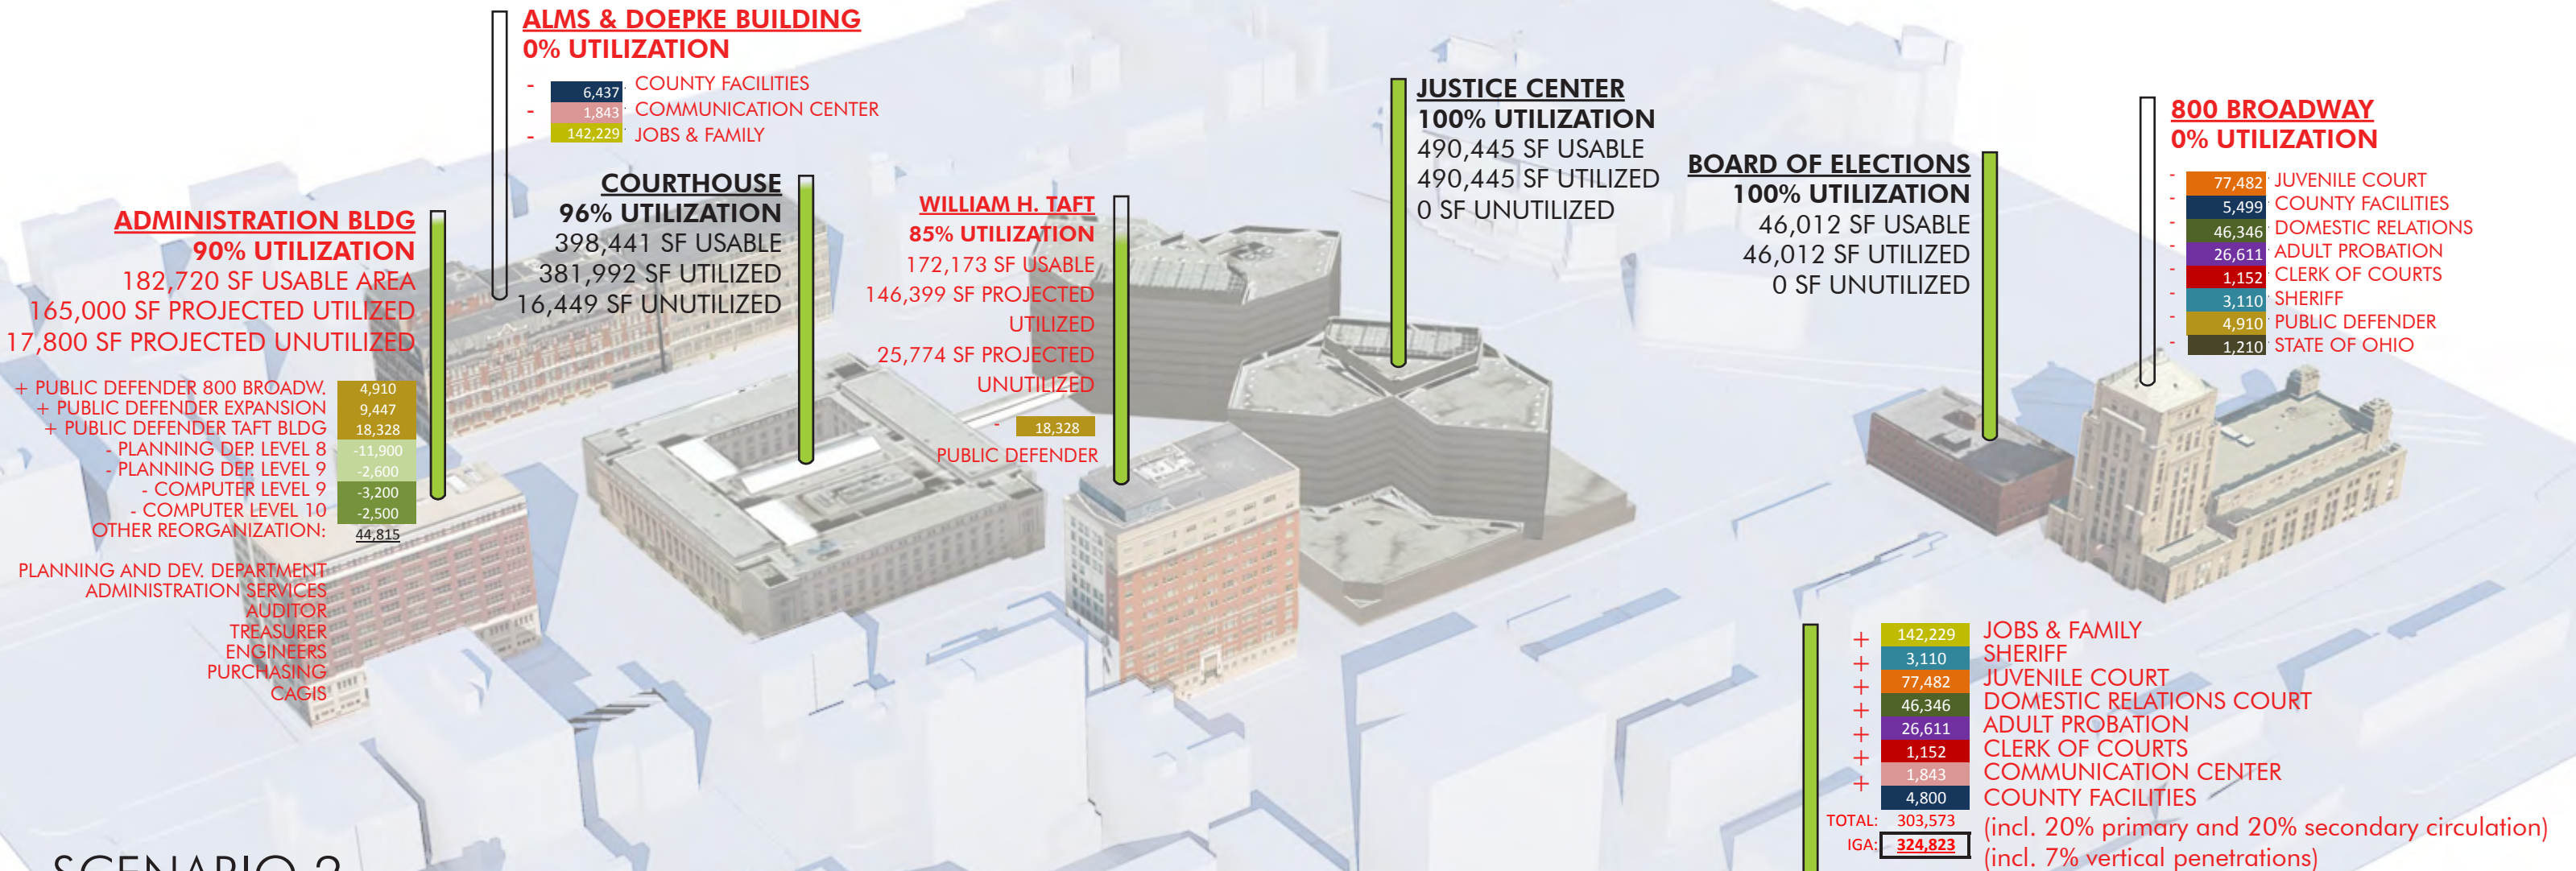 ALMS & DOEPKE BUILDING
0% UTILIZATION
- 6,437 COUNTY FACILITIES
- 1,843 COMMUNICATION CENTER
- 142,229 JOBS & FAMILY
ADMINISTRATION BLDG
90% UTILIZATION
182,720 SF USABLE AREA
165,000 SF PROJECTED UTILIZED
17,800 SF PROJECTED UNUTILIZED
+ PUBLIC DEFENDER 800 BROADW. 4,910
+ PUBLIC DEFENDER EXPANSION 9,447
+ PUBLIC DEFENDER TAFT BLDG 18,328
- PLANNING DEP. LEVEL 8 -11,900
- PLANNING DEP. LEVEL 9 -2,600
- COMPUTER LEVEL 9 -3,200
- COMPUTER LEVEL 10 -2,500
OTHER REORGANIZATION: 44,815
PLANNING AND DEV. DEPARTMENT
ADMINISTRATION SERVICES
AUDITOR
TREASURER
ENGINEERS
PURCHASING
CAGIS
COURTHOUSE
96% UTILIZATION
398,441 SF USABLE
381,992 SF UTILIZED
16,449 SF UNUTILIZED
WILLIAM H. TAFT
85% UTILIZATION
172,173 SF USABLE
146,399 SF PROJECTED
UTILIZED
25,774 SF PROJECTED
UNUTILIZED
- 18,328
PUBLIC DEFENDER
JUSTICE CENTER
100% UTILIZATION
490,445 SF USABLE
490,445 SF UTILIZED
0 SF UNUTILIZED
BOARD OF ELECTIONS
100% UTILIZATION
46,012 SF USABLE
46,012 SF UTILIZED
0 SF UNUTILIZED
800 BROADWAY
0% UTILIZATION
- 77,482 JUVENILE COURT
- 5,499 COUNTY FACILITIES
- 46,346 DOMESTIC RELATIONS
- 26,611 ADULT PROBATION
- 1,152 CLERK OF COURTS
- 3,110 SHERIFF
- 4,910 PUBLIC DEFENDER
- 1,210 STATE OF OHIO
+ 142,229 JOBS & FAMILY
+ 3,110 SHERIFF
+ 77,482 JUVENILE COURT
+ 46,346 DOMESTIC RELATIONS COURT
+ 26,611 ADULT PROBATION
+ 1,152 CLERK OF COURTS
+ 1,843 COMMUNICATION CENTER
4,800 COUNTY FACILITIES
TOTAL: 303,573 (incl. 20% primary and 20% secondary circulation)
IGA: 324,823 (incl. 7% vertical penetrations)
SCENARIO 2